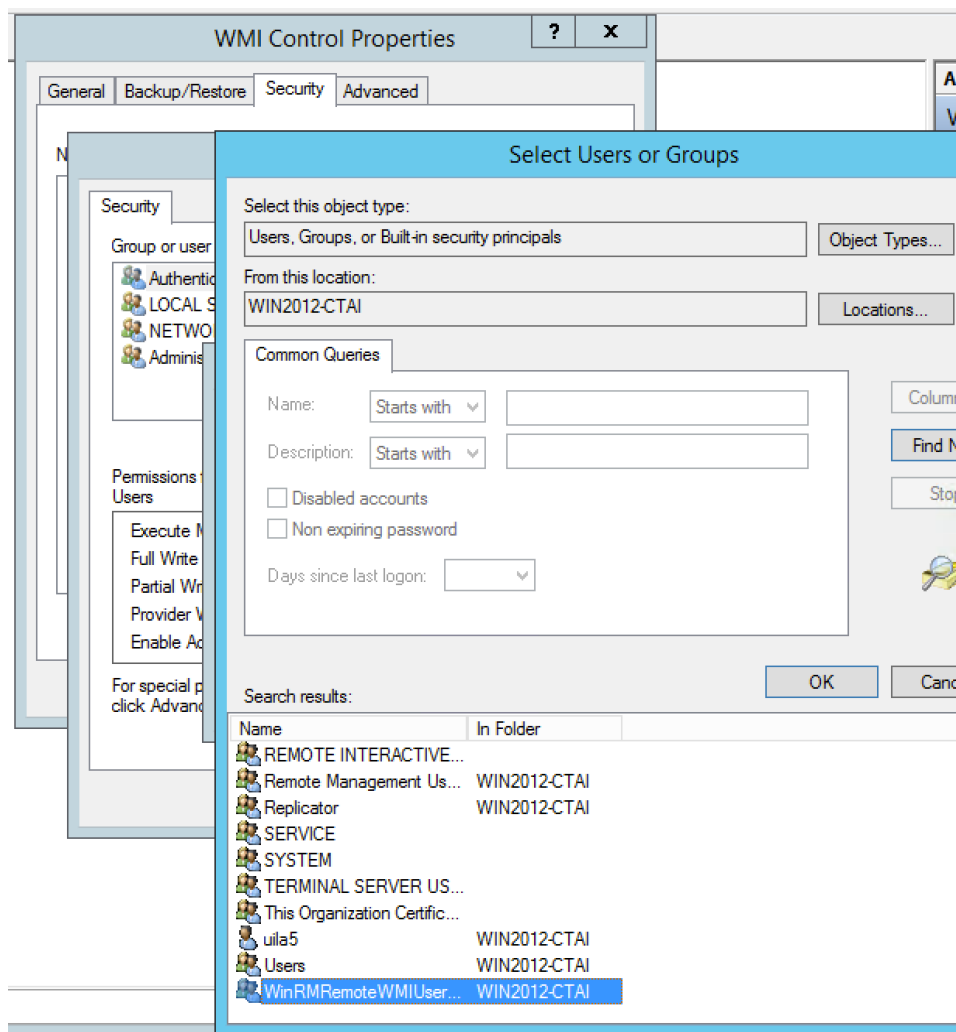 WMI Control Properties
? x
General Backup/Restore Security Advanced
Select Users or Groups
Security
Group or user
LOCAL
Select this object type:
Users, Groups, or Built-in security principals
Object Types...
From this location:
WIN2012-CTAI
Locations...
Common Queries
Name: Starts with
Description: Starts with
Disabled accounts
Non expiring password
Days since last logon:
Find
Permissions
Users
Execute
Full Write
Partial
Provider
Enable
For special
click
OK
Search results:
Name In Folder
REMOTE INTERACTIVE...
Remote Management Us... WIN2012-CTAI
Replicator WIN2012-CTAI
SERVICE
SYSTEM
TERMINAL SERVER US...
This Organization Certific...
uila5 WIN2012-CTAI
Users WIN2012-CTAI
WinRMRemoteWMIUser... WIN2012-CTAI